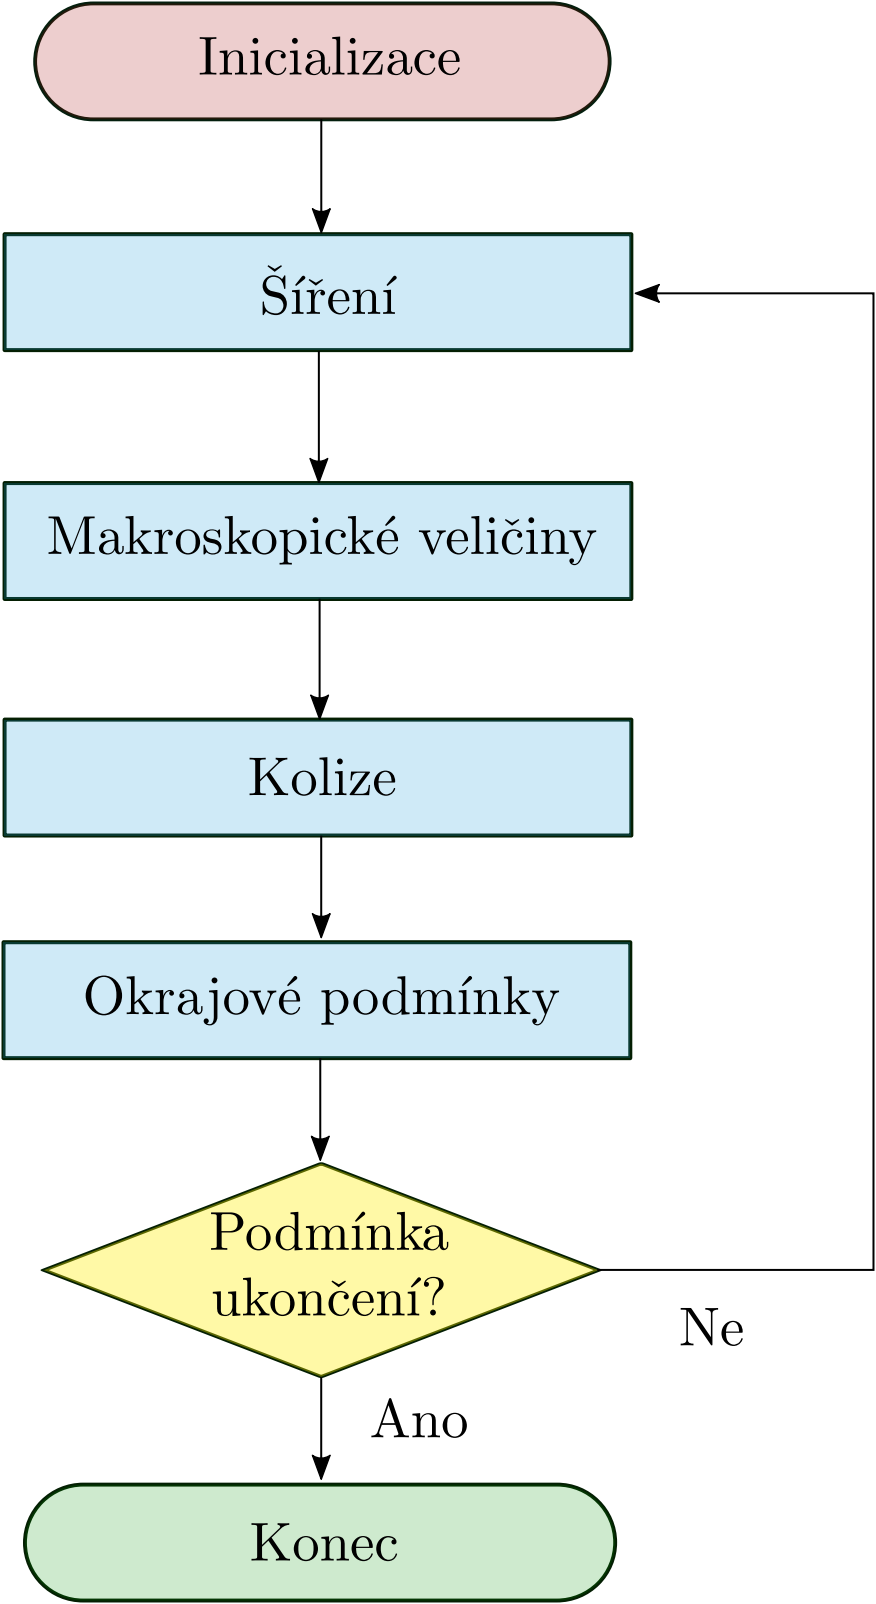 Inicializace
Šíření
Makroskopické veličiny
Kolize
Okrajové podmínky
Podmínka
ukončení?
Ne
Ano
Konec